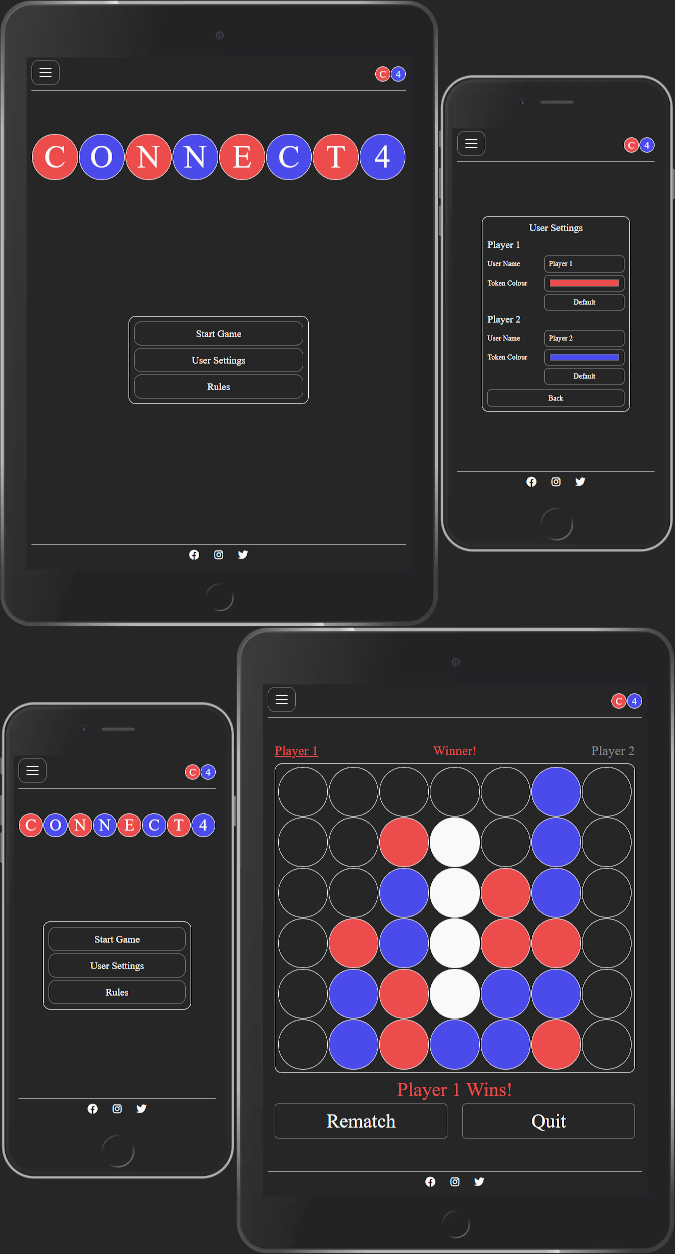 C 4
C O N N E C T 4
Start Game
User Settings
Rules
C 4
User Settings
Player 1
User Name Player 1
Token Colour
Default
Player 2
User Name Player 2
Token Colour
Default
Back
C 4
C O N N E C T 4
Start Game
User Settings
Rules
C 4
Player 1 Winner! Player 2
Player 1 Wins!
Rematch Quit